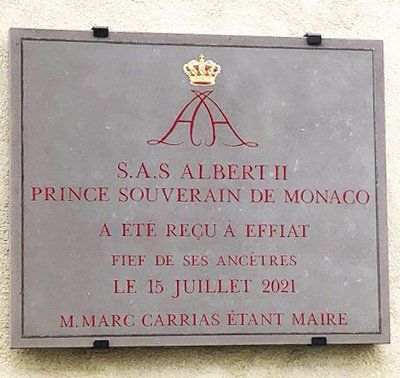 S.A.S ALBERT II
PRINCE SOUVERAIN DE MONACO
A ÉTÉ REÇU À EFFIAT
FIEF DE SES ANCÊTRES
LE 15 JUILLET 2021
M. MARC CARRIAS ÉTANT MAIRE